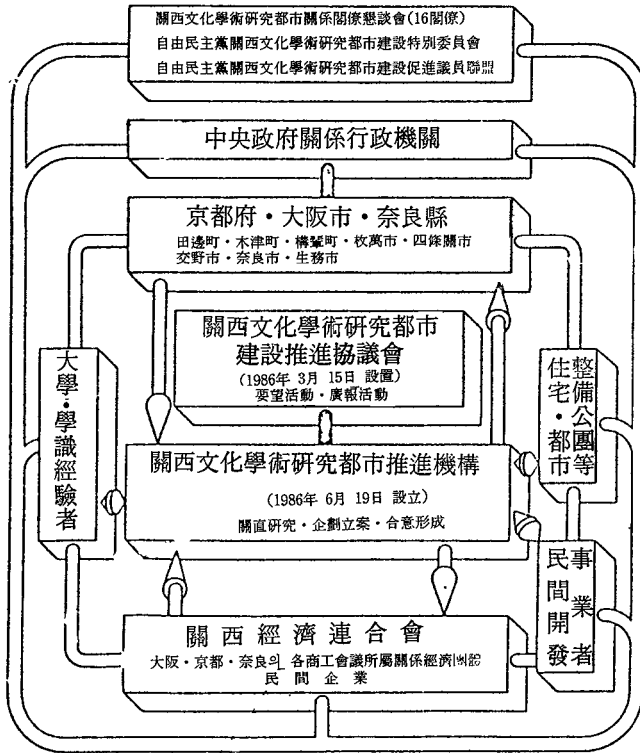 關西文化學術硏究都市關係閣僚懇談會(16閣僚)
自由民主黨關西文化學術硏究都市建設特別委員會
自由民主黨關西文化學術硏究都市建設促進議員聯盟
中央政府關係行政機關
京都府・大阪市・奈良縣
田邊町・木津町・構輦町・枚萬市・四條關市
交野市・奈良市・生務市
關西文化學術硏究都市
建設推進協議會
(1986年 3月 15日 設置)
要望活動・廣報活動
大學・學識經驗者
整備公團等
住宅・都市
關西文化學術硏究都市推進機構
(1986年 6月 19日 設立)
關直硏究・企劃立案・合意形成
事業者
民間開發
關西經濟連合會
大阪・京都・奈良의 各商工會議所屬關係經濟
民間企業